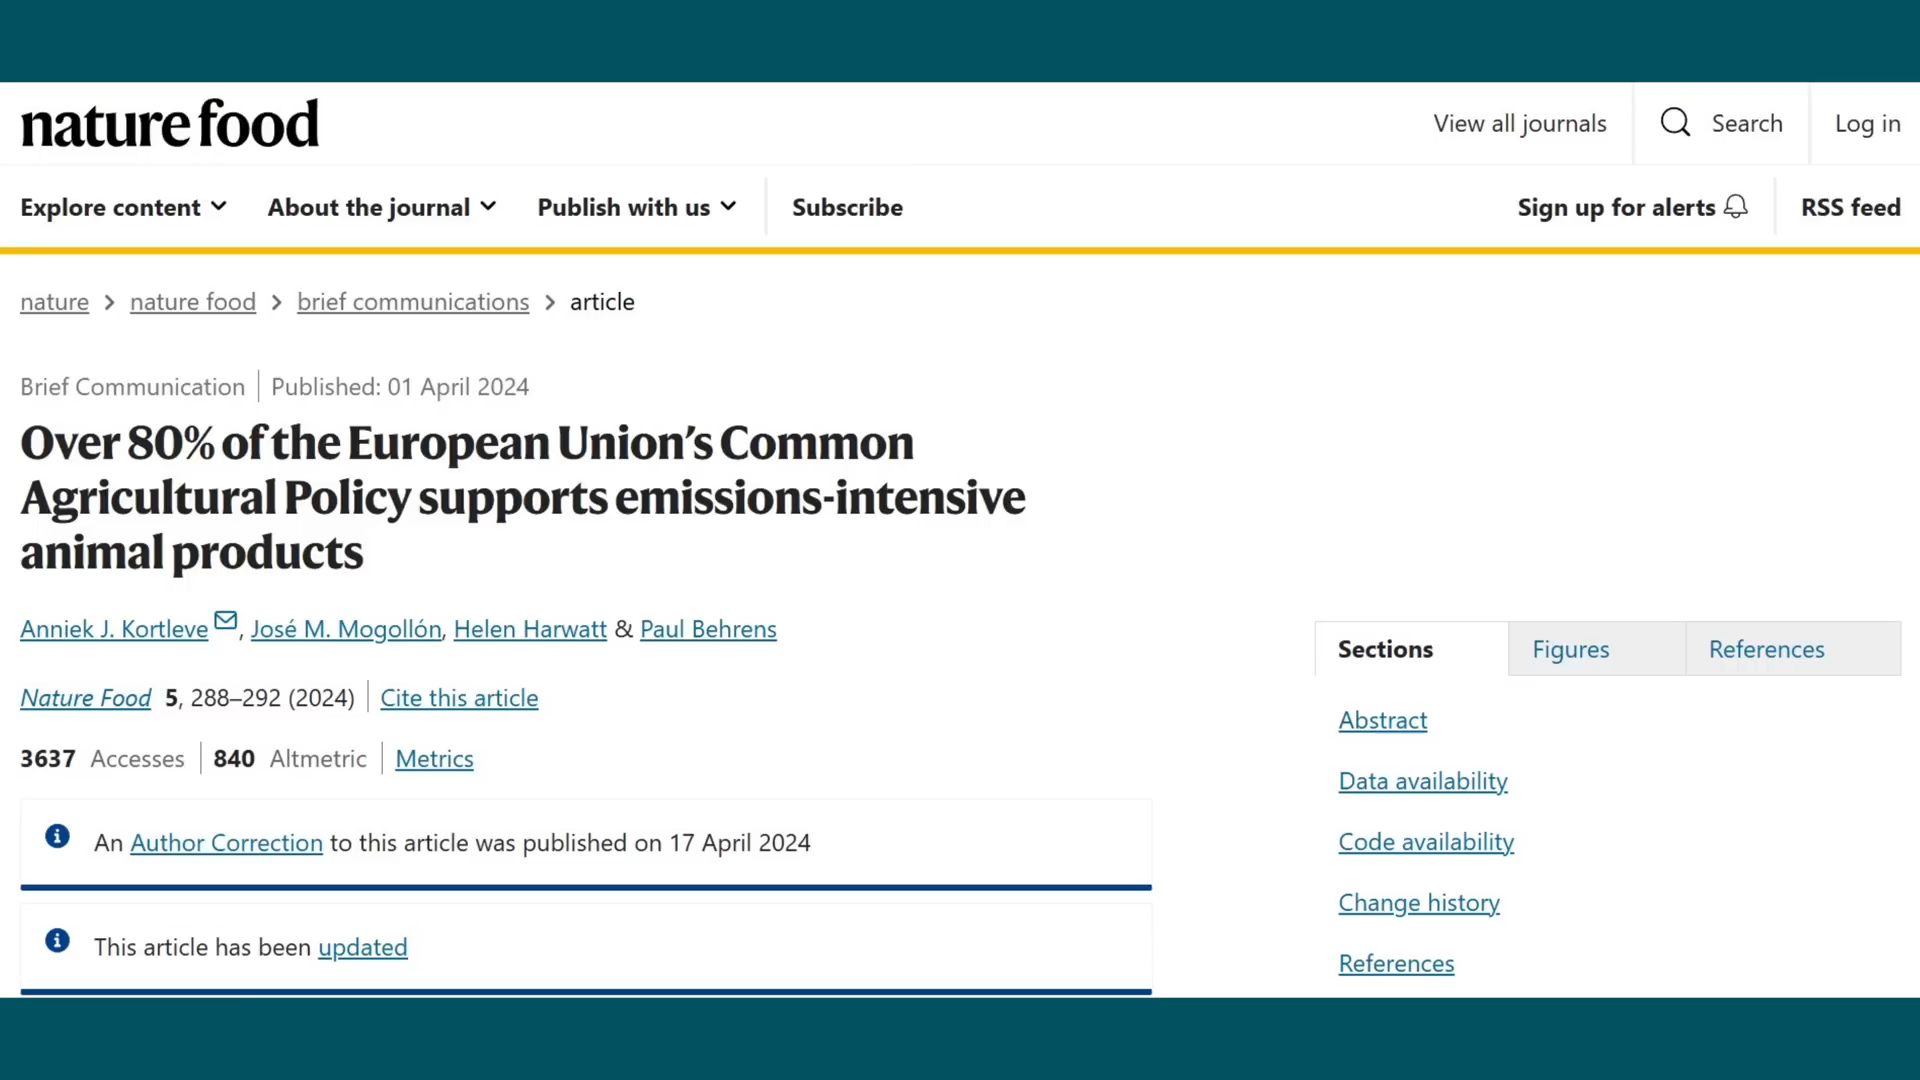 nature food
View all journals
Search
Log in
Explore content
About the journal
Publish with us
Subscribe
Sign up for alerts
RSS feed
nature > nature food > brief communications > article
Brief Communication | Published: 01 April 2024
Over 80% of the European Union’s Common
Agricultural Policy supports emissions-intensive
animal products
Anniek J. Kortleve, José M. Mogollón, Helen Harwatt & Paul Behrens
Nature Food 5, 288–292 (2024) | Cite this article
3637 Accesses | 840 Altmetric | Metrics
An Author Correction to this article was published on 17 April 2024
This article has been updated
Sections
Figures
References
Abstract
Data availability
Code availability
Change history
References